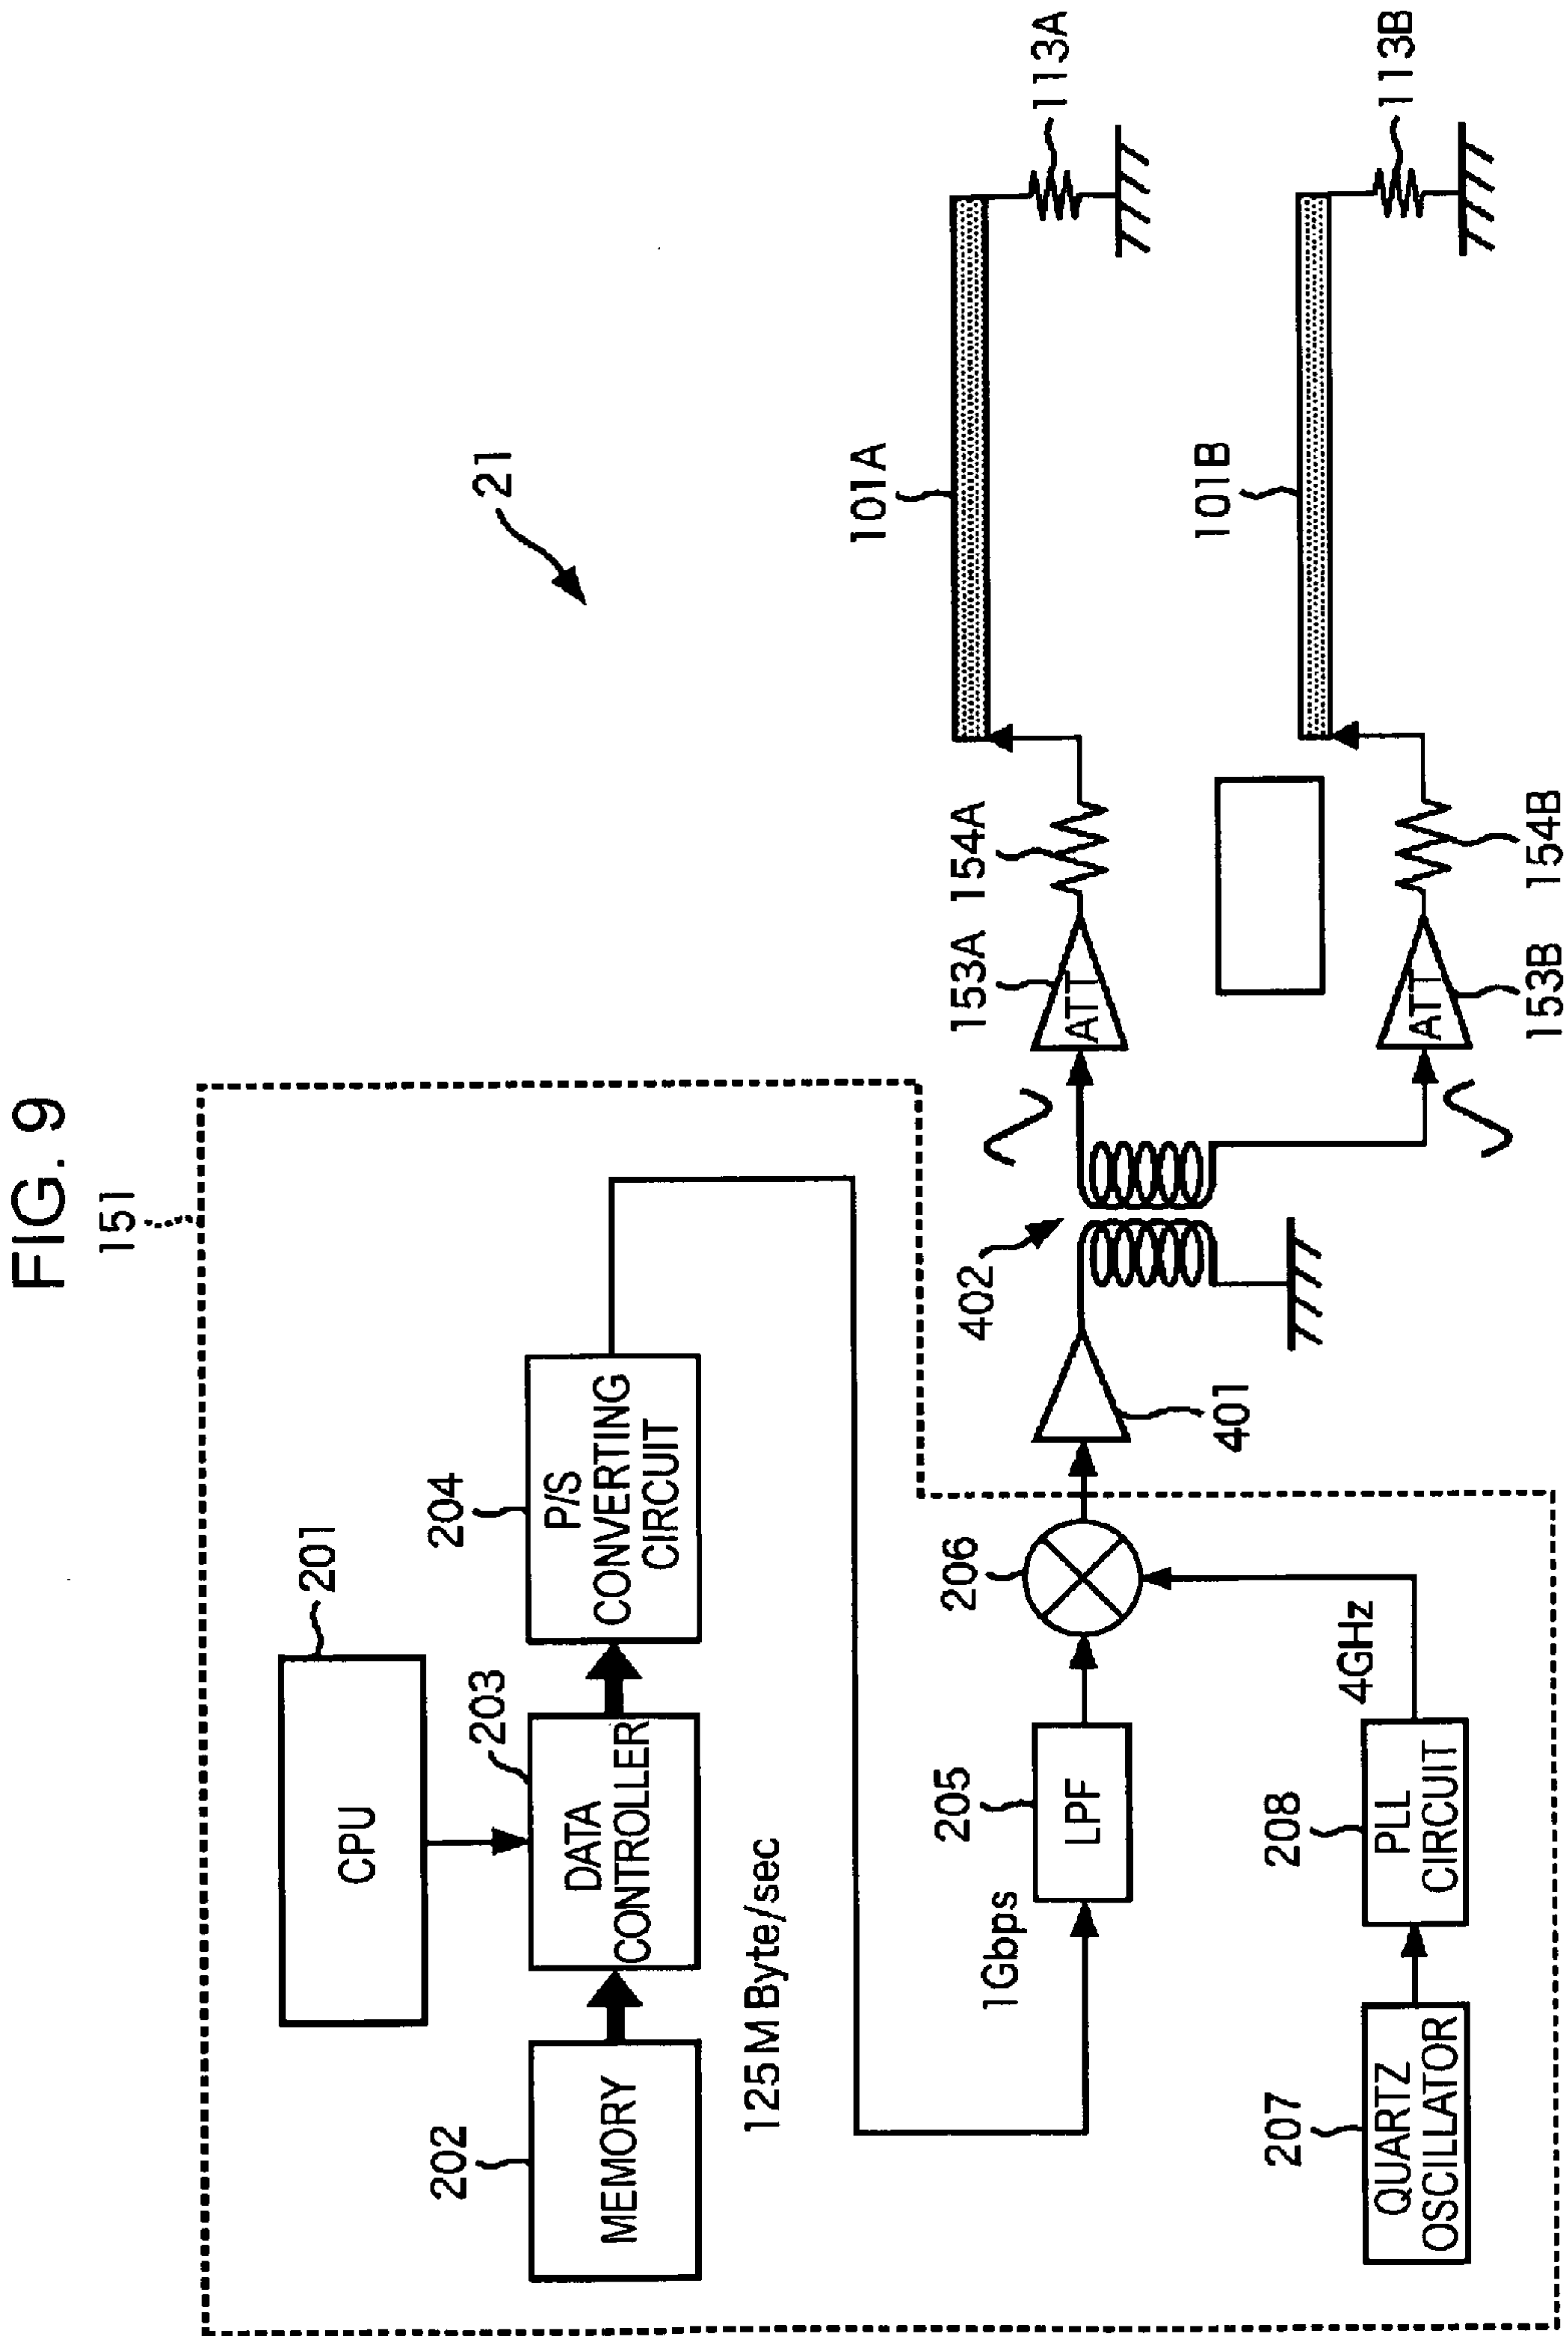 FIG. 9
151
21
201
CPU
202
MEMORY
203
DATA
CONTROLLER
204
P/S
CONVERTING
CIRCUIT
125M Byte/sec
1Gbps
205
LPF
206
207
QUARTZ
OSCILLATOR
208
PLL
CIRCUIT
4GHz
401
402
153A
ATT
154A
101A
113A
153B
ATT
154B
101B
113B